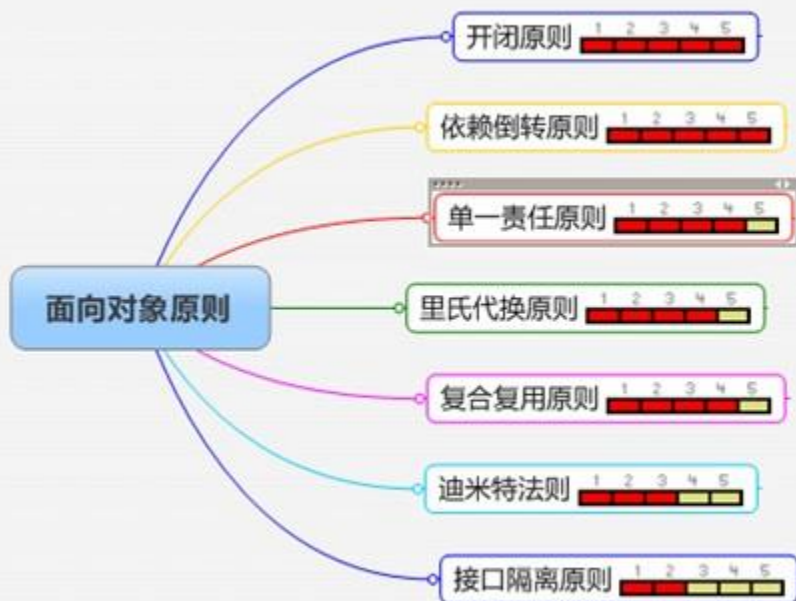 1 2 3 4 5
开闭原则
1 2 3 4 5
依赖倒转原则
1 2 3 4 5
单一责任原则
1 2 3 4 5
里氏代换原则
面向对象原则
1 2 3 4 5
复合复用原则
1 2 3 4 5
迪米特法则
1 2 3 4 5
接口隔离原则